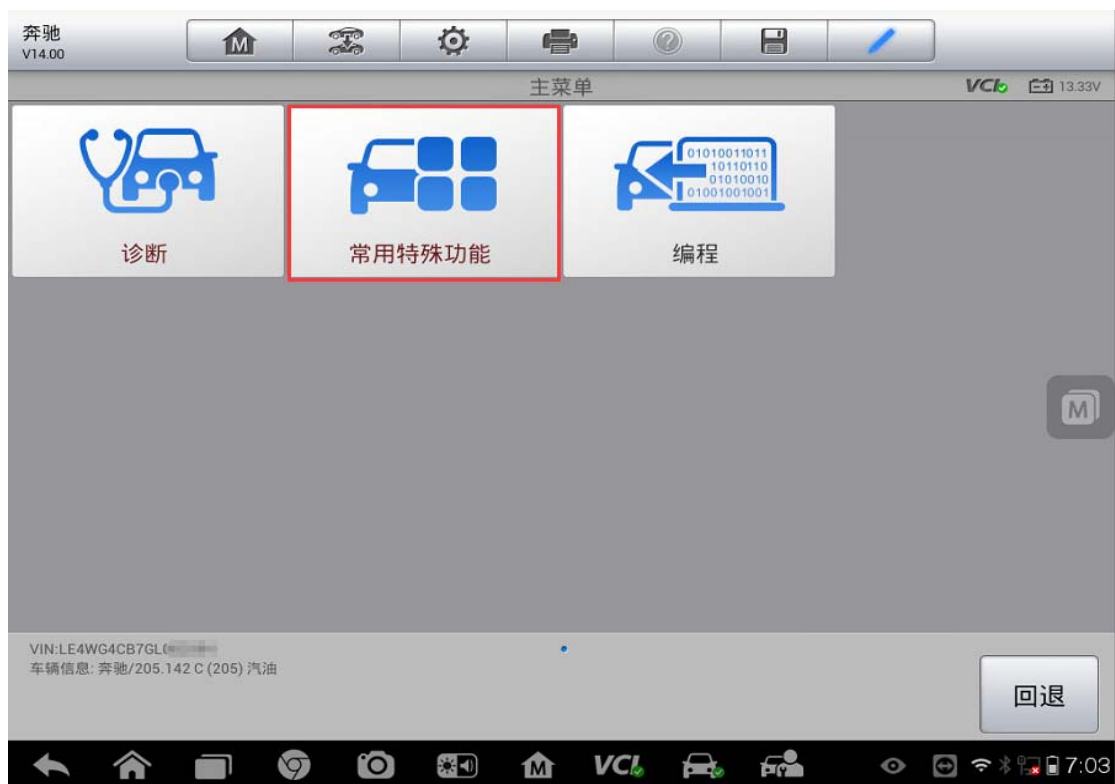 奔驰
V14.00
M
主菜单
VCI
13.33V
01010011011
10110110
01010010
01001001001
诊断
常用特殊功能
编程
M
VIN:LE4WG4CB7GL
车辆信息: 奔驰/205.142 C (205) 汽油
回退
M
VCI
7:03